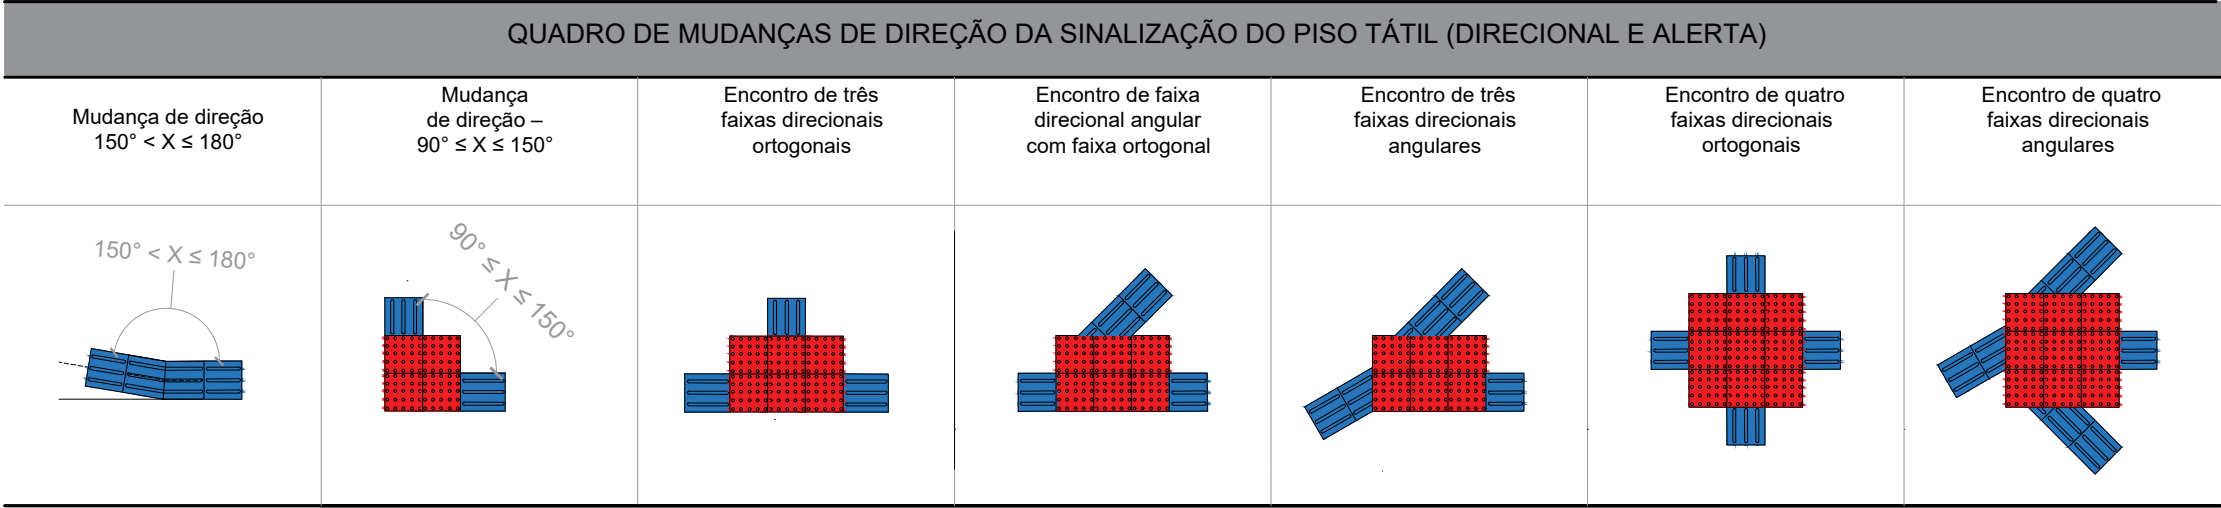 QUADRO DE MUDANÇAS DE DIREÇÃO DA SINALIZAÇÃO DO PISO TÁTIL (DIRECIONAL E ALERTA)
Mudança de direção
150° < X ≤ 180°
Mudança
de direção –
90° ≤ X ≤ 150°
Encontro de três
faixas direcionais
ortogonais
Encontro de faixa
direcional angular
com faixa ortogonal
Encontro de três
faixas direcionais
angulares
Encontro de quatro
faixas direcionais
ortogonais
Encontro de quatro
faixas direcionais
angulares
150° < X ≤ 180°
90° ≤ X ≤ 150°